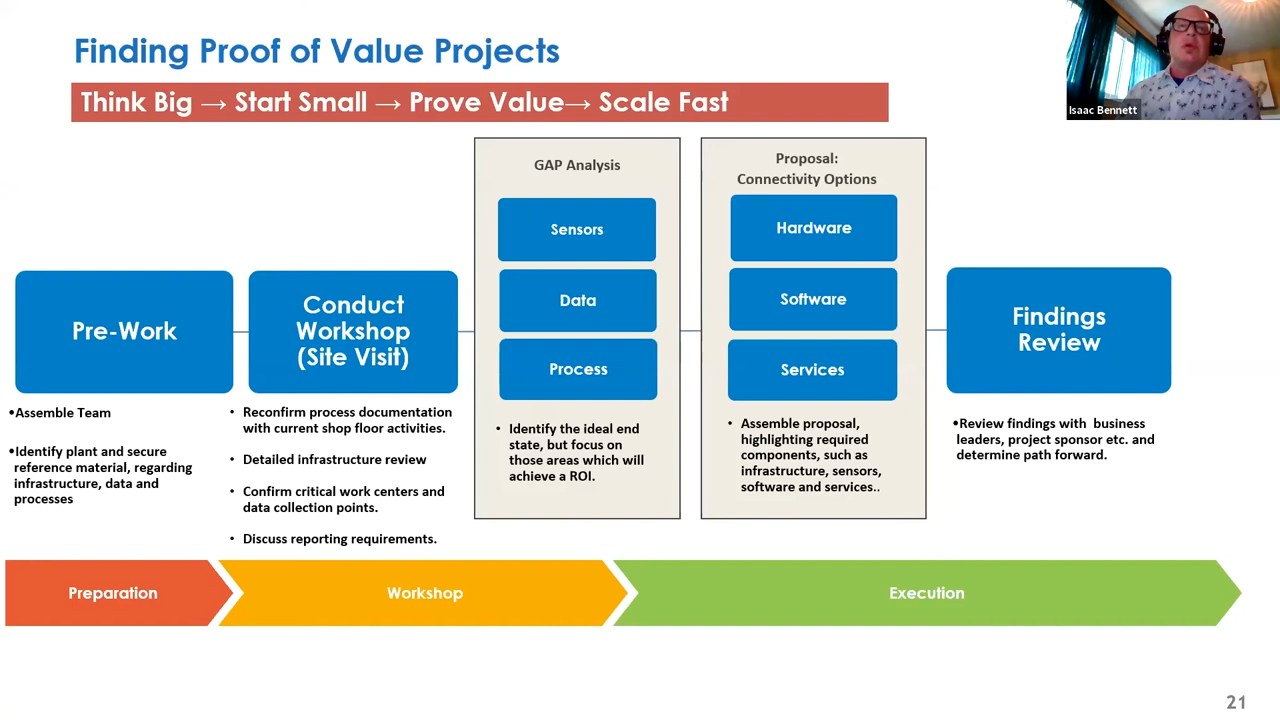 Finding Proof of Value Projects
Think Big → Start Small → Prove Value→ Scale Fast
Isaac Bennett
Pre-Work
•Assemble Team
•Identify plant and secure
reference material, regarding
infrastructure, data and
processes
Conduct
Workshop
(Site Visit)
• Reconfirm process documentation
with current shop floor activities.
• Detailed infrastructure review
• Confirm critical work centers and
data collection points.
• Discuss reporting requirements.
GAP Analysis
Sensors
Data
Process
• Identify the ideal end
state, but focus on
those areas which will
achieve a ROI.
Proposal:
Connectivity Options
Hardware
Software
Services
• Assemble proposal,
highlighting required
components, such as
infrastructure, sensors,
software and services..
Findings
Review
•Review findings with  business
leaders, project sponsor etc. and
determine path forward.
Preparation
Workshop
Execution
21